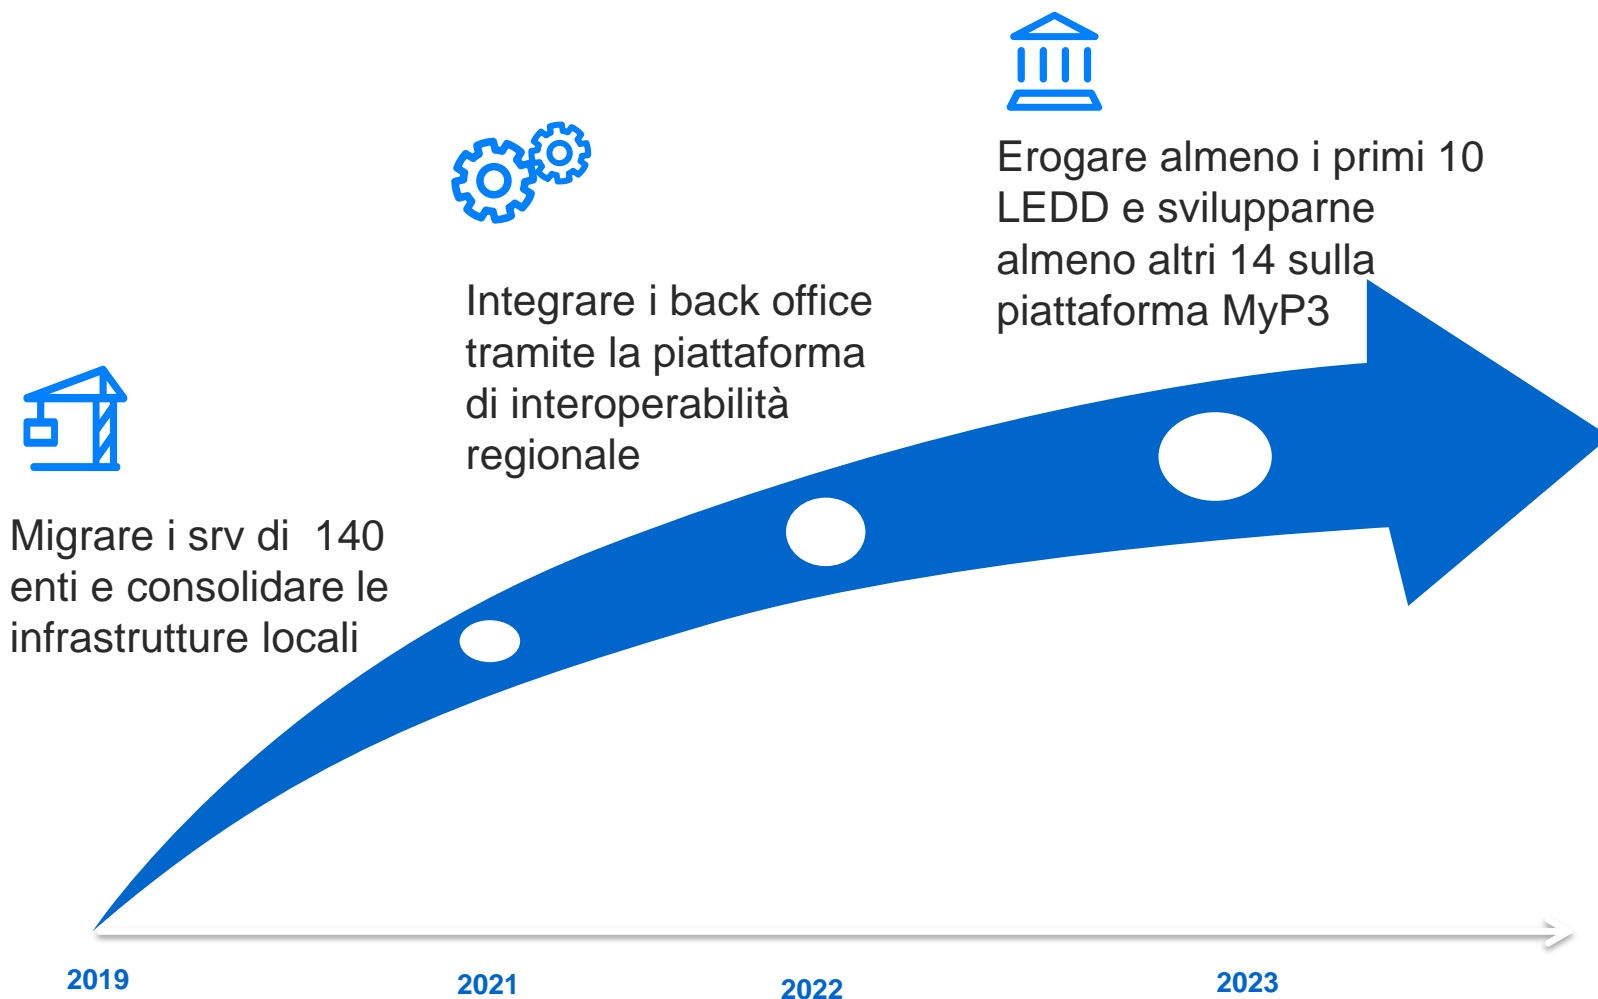 Migrare i srv di  140
enti e consolidare le
infrastrutture locali
Integrare i back office
tramite la piattaforma
di interoperabilità
regionale
Erogare almeno i primi 10
LEDD e svilupparne
almeno altri 14 sulla
piattaforma MyP3
2019
2021
2022
2023